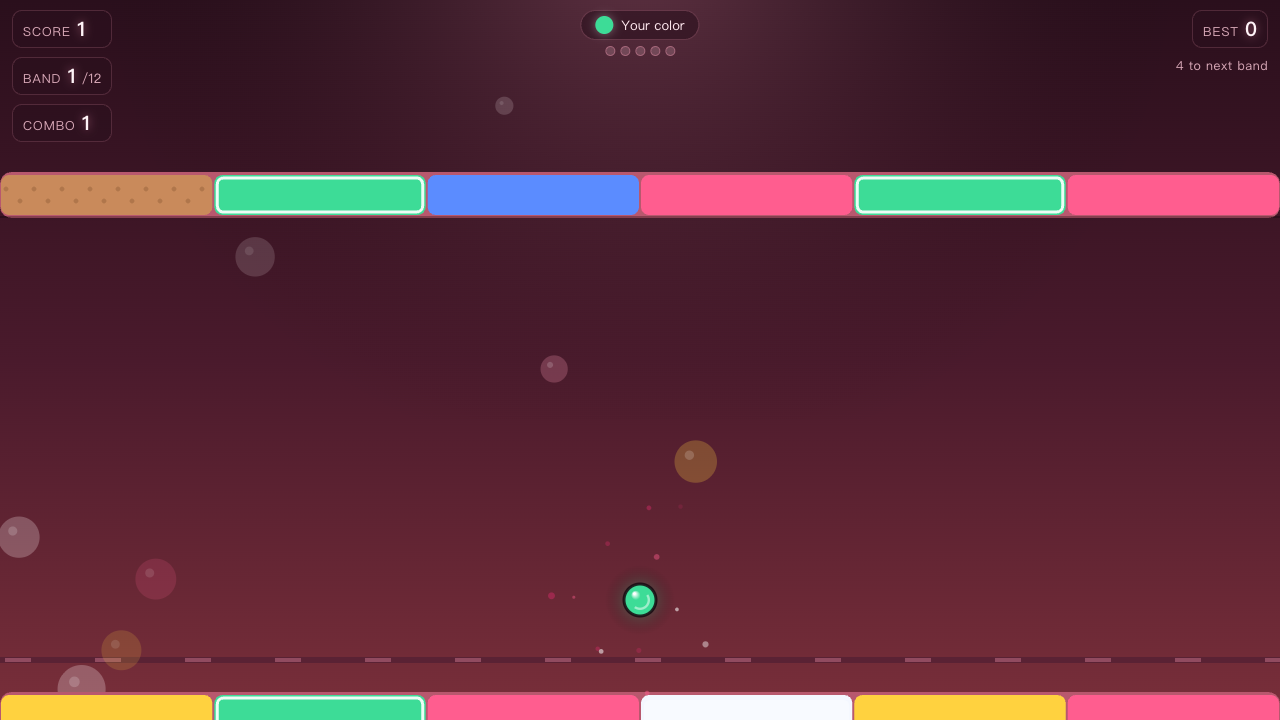 SCORE 1
BAND 1 /12
COMBO 1
Your color
BEST 0
4 to next band